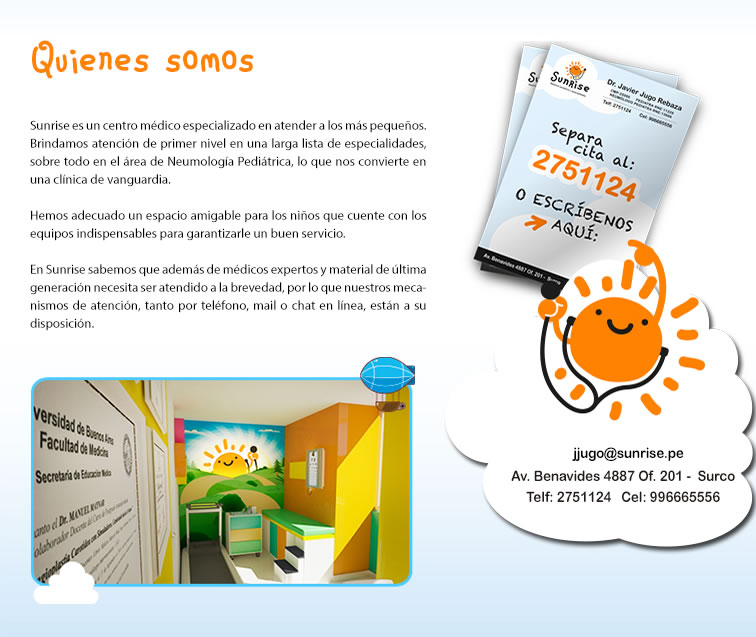 Quienes somos
Sunrise es un centro médico especializado en atender a los más pequeños.
Brindamos atención de primer nivel en una larga lista de especialidades,
sobre todo en el área de Neumología Pediátrica, lo que nos convierte en
una clínica de vanguardia.
Hemos adecuado un espacio amigable para los niños que cuente con los
equipos indispensables para garantizarle un buen servicio.
En Sunrise sabemos que además de médicos expertos y material de última
generación necesita ser atendido a la brevedad, por lo que nuestros meca-
nismos de atención, tanto por teléfono, mail o chat en línea, están a su
disposición.
Sunrise
Dr. Javier Jugo Rebaza
Telf: 2751124 Cel: 996665556
Separa
cita al:
2751124
O ESCRÍBENOS
AQUÍ:
Av. Benavides 4887 Of. 201 - Surco
jjugo@sunrise.pe
Av. Benavides 4887 Of. 201 - Surco
Telf: 2751124 Cel: 996665556
versidad de Buenos Aires
Facultad de Medicina
Secretaría de Educación Médica
Dr. MANUEL